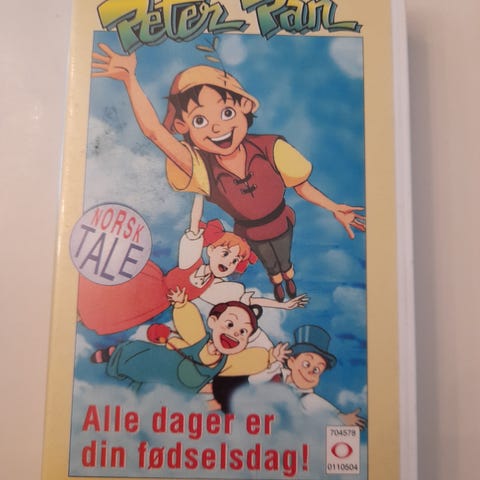 Peter Pan
NORSK
TALE
Alle dager er
din fødselsdag!
704578
0110504